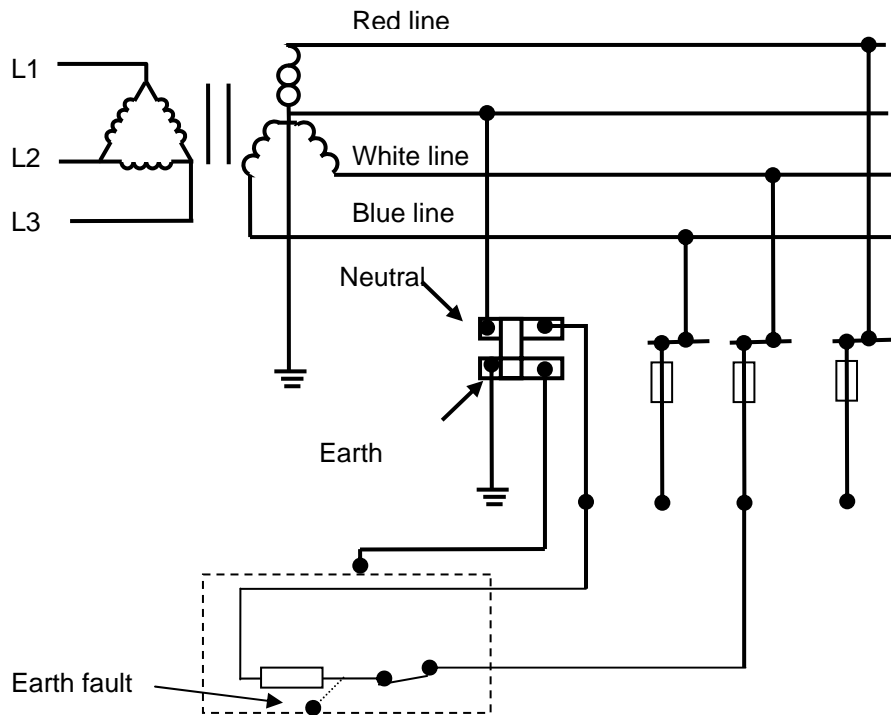 Red line
L1
L2
White line
L3
Blue line
Neutral
Earth
Earth fault